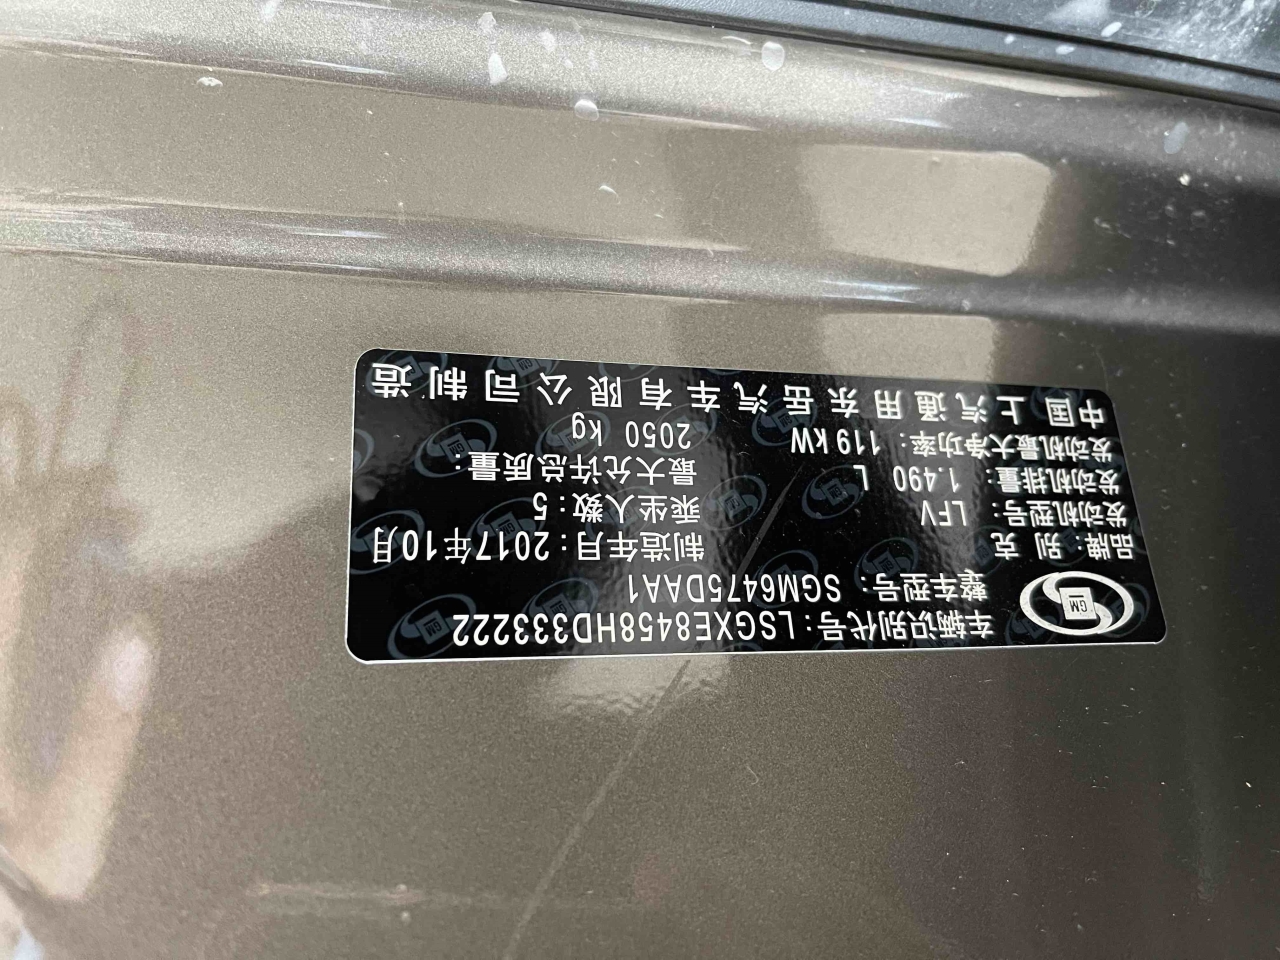 车辆识别代号:LSGXE8458HD333222
整车型号: SGM6475DAA1
品牌: 别 克 制造年月:2017年10月
发动机型号: LFV 乘坐人数:5
发动机排量: 1.490 L 最大允许总质量:
发动机最大净功率: 119 kW 2050 kg
中国 上汽通用东岳汽车有限公司制造
GM